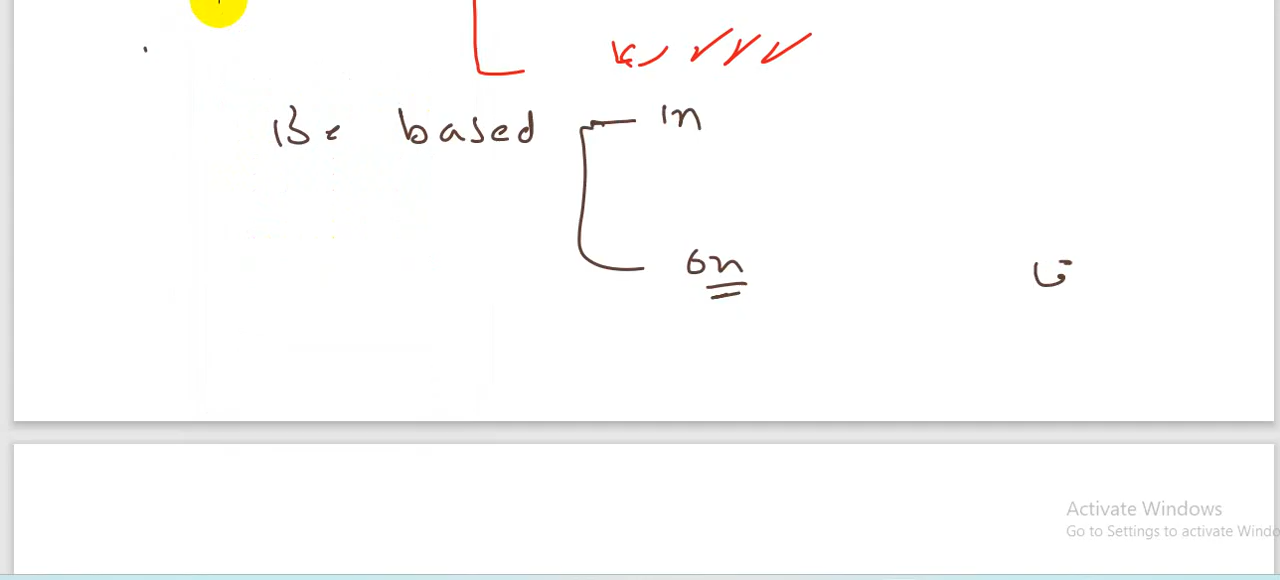 Be based in
on
Activate Windows
Go to Settings to activate Windo